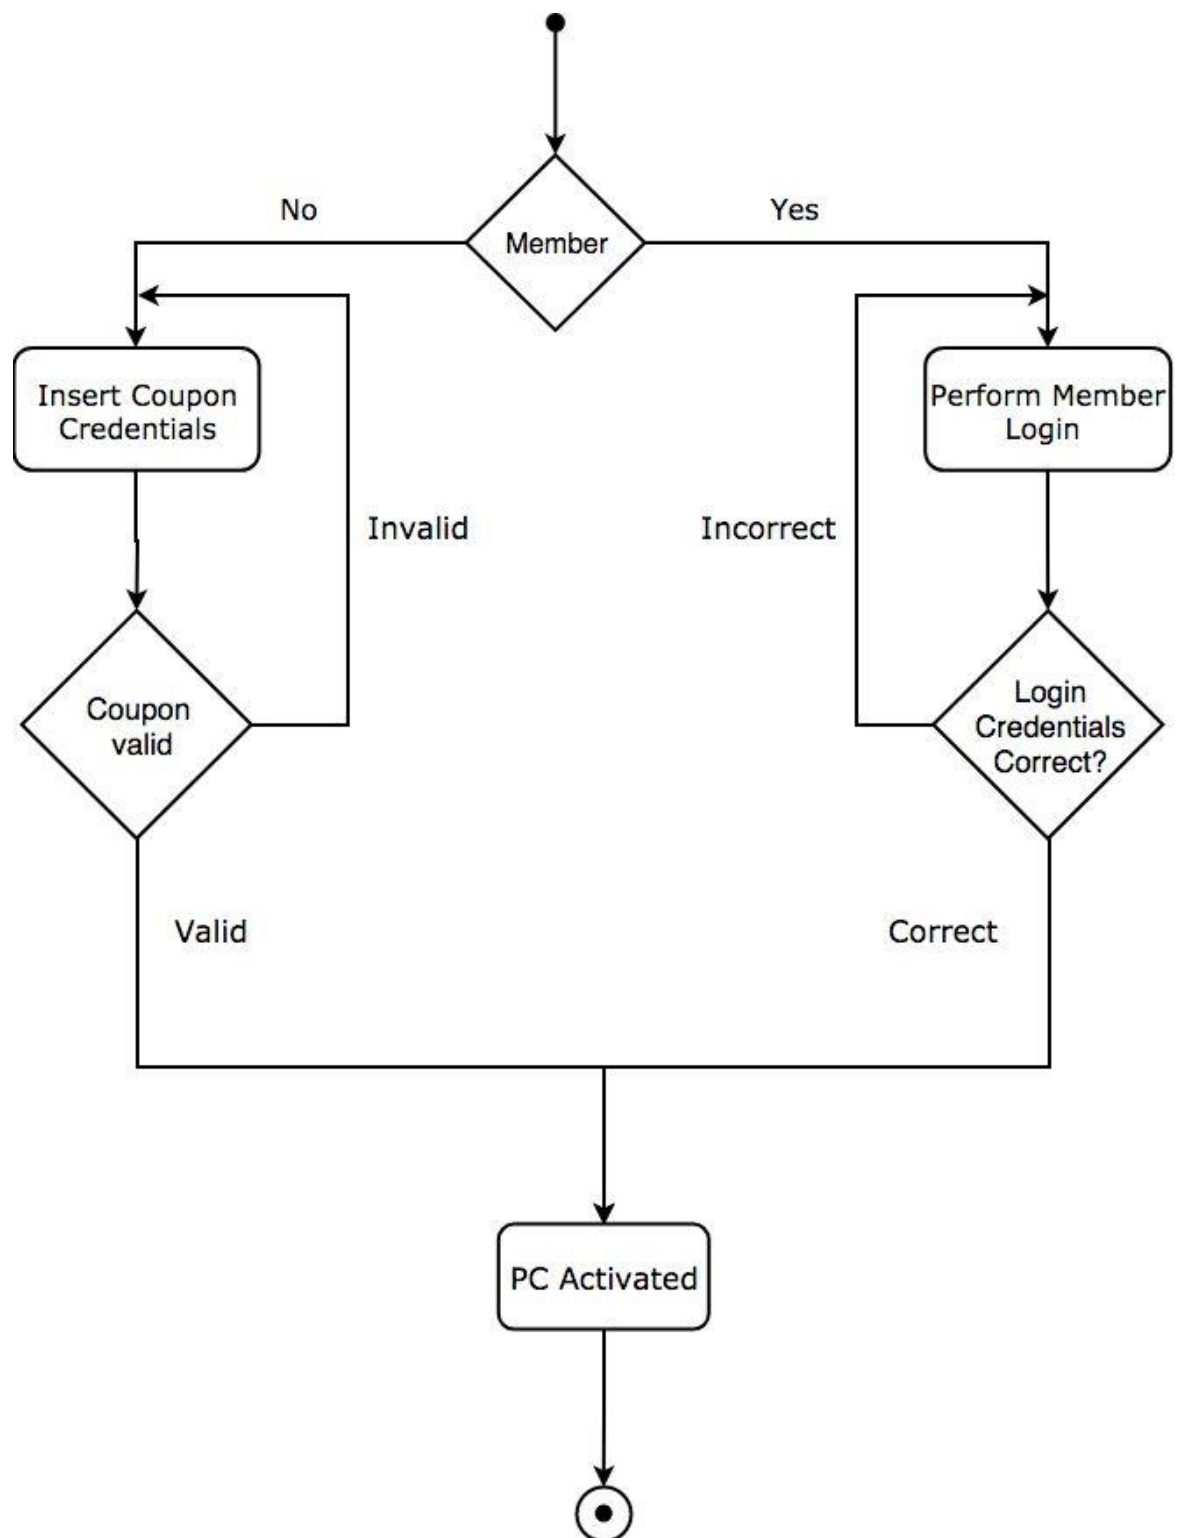 No
Yes
Member
Insert Coupon
Credentials
Perform Member
Login
Invalid
Incorrect
Coupon
valid
Login
Credentials
Correct?
Valid
Correct
PC Activated